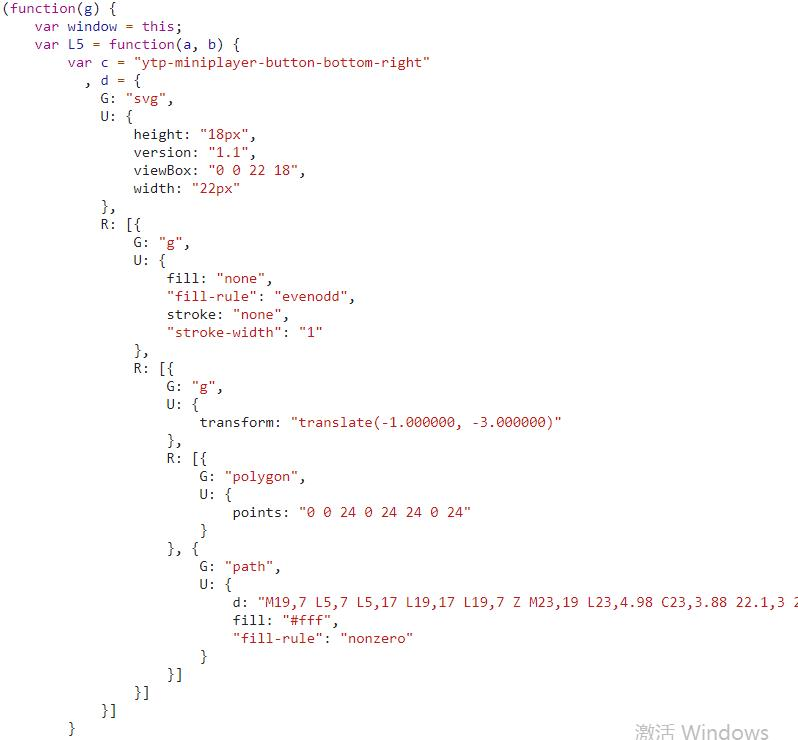 (function(g) {
    var window = this;
    var L5 = function(a, b) {
        var c = "ytp-miniplayer-button-bottom-right"
          , d = {
            G: "svg",
            U: {
                height: "18px",
                version: "1.1",
                viewBox: "0 0 22 18",
                width: "22px"
            },
            R: [{
                G: "g",
                U: {
                    fill: "none",
                    "fill-rule": "evenodd",
                    stroke: "none",
                    "stroke-width": "1"
                },
                R: [{
                    G: "g",
                    U: {
                        transform: "translate(-1.000000, -3.000000)"
                    },
                    R: [{
                        G: "polygon",
                        U: {
                            points: "0 0 24 0 24 24 0 24"
                        }
                    }, {
                        G: "path",
                        U: {
                            d: "M19,7 L5,7 L5,17 L19,17 L19,7 Z M23,19 L23,4.98 C23,3.88 22.1,3
                            fill: "#fff",
                            "fill-rule": "nonzero"
                        }
                    }]
                }]
            }]
        }
激活 Windows